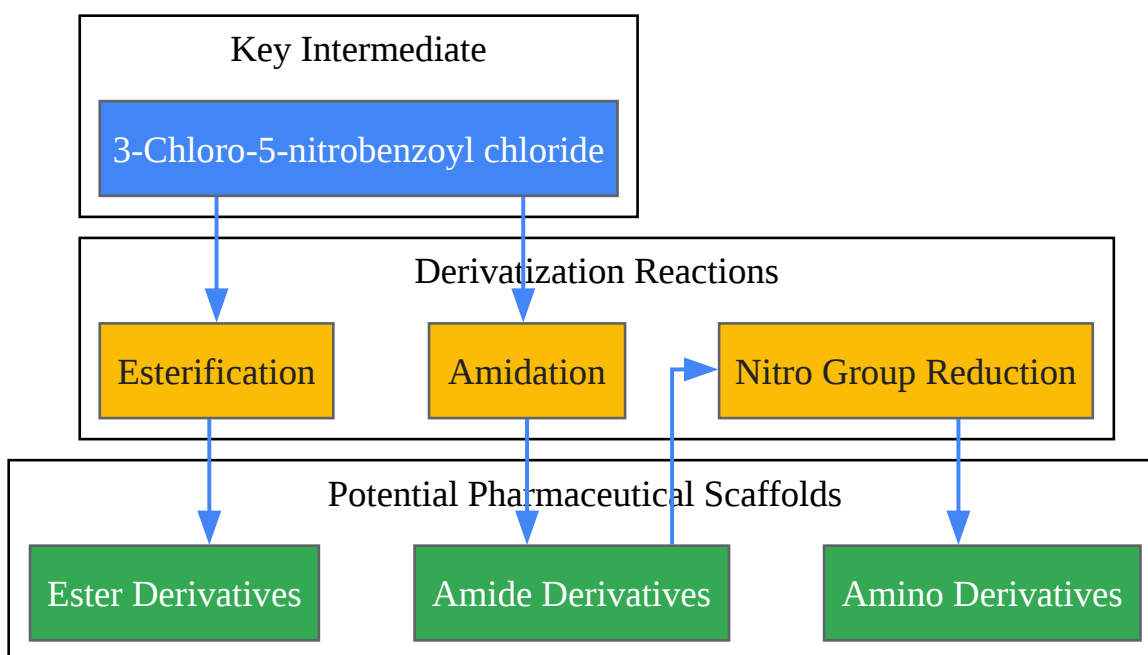 Key Intermediate
3-Chloro-5-nitrobenzoyl chloride
Derivatization Reactions
Esterification
Amidation
Nitro Group Reduction
Potential Pharmaceutical Scaffolds
Ester Derivatives
Amide Derivatives
Amino Derivatives